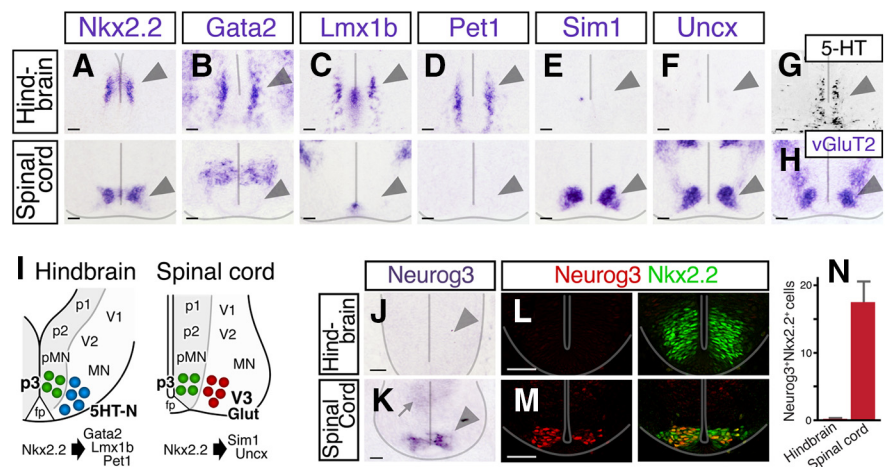 Nkx2.2 Gata2 Lmx1b Pet1 Sim1 Uncx
Hind-
brain
A B C D E F G
5-HT
Spinal
cord
H
vGluT2
I Hindbrain Spinal cord
p1 V1
p2 V2
pMN MN
p3
fp 5HT-N
Nkx2.2 Gata2
Lmx1b
Pet1
p1 V1
p2 V2
pMN MN
p3 V3
fp Glut
Nkx2.2 Sim1
Uncx
Neurog3 Neurog3 Nkx2.2
Hind-
brain
J L
Spinal
Cord
K M
N
Neurog3+Nkx2.2+ cells
20
10
0
Hindbrain
Spinal cord